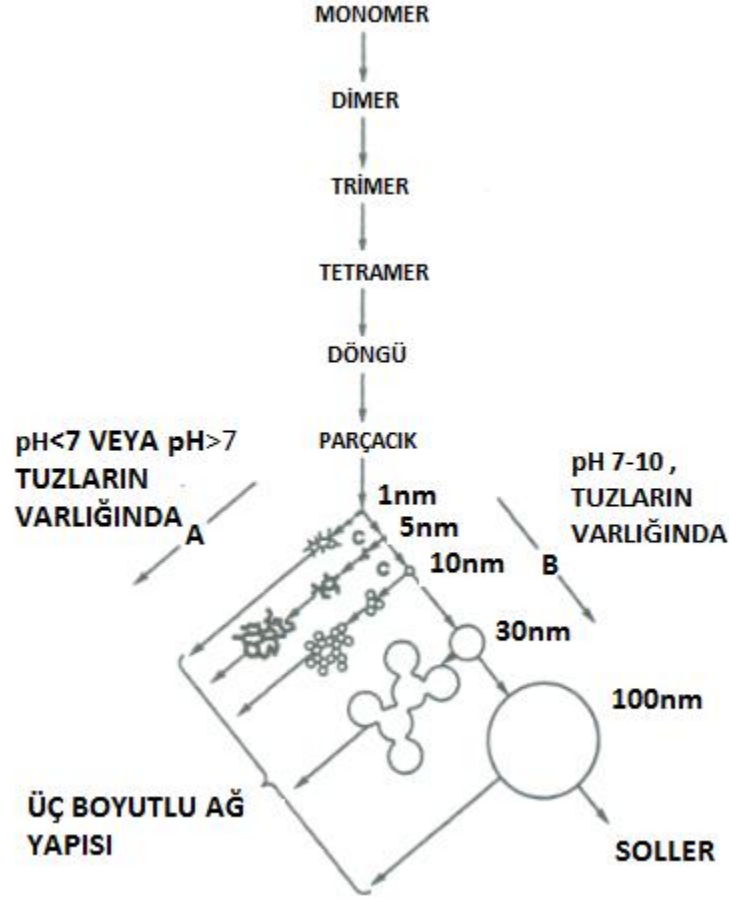 MONOMER
DİMER
TRİMER
TETRAMER
DÖNGÜ
PARÇACIK
pH<7 VEYA pH>7
TUZLARIN
VARLIĞINDA
A
pH 7-10 ,
TUZLARIN
VARLIĞINDA
B
1nm
5nm
10nm
30nm
100nm
C
C
ÜÇ BOYUTLU AĞ
YAPISI
SOLLER